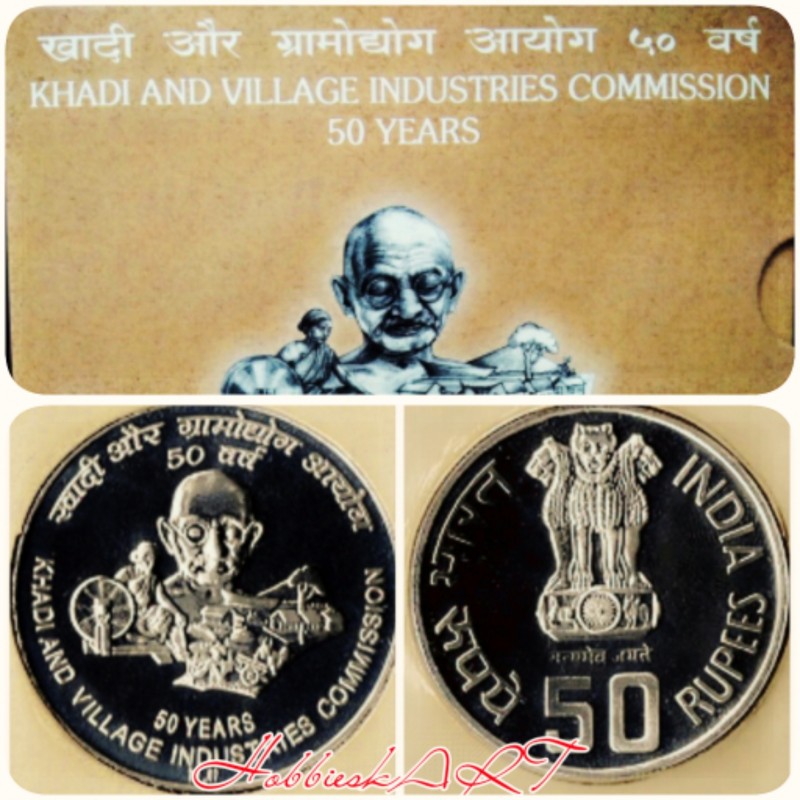 खादी और ग्रामोद्योग आयोग ५० वर्ष
KHADI AND VILLAGE INDUSTRIES COMMISSION
50 YEARS
खादी और ग्रामोद्योग आयोग
50 वर्ष
50 YEARS
KHADI AND VILLAGE INDUSTRIES COMMISSION
भारत
INDIA
सत्यमेव जयते
रुपये
50
RUPEES
HobbieskART